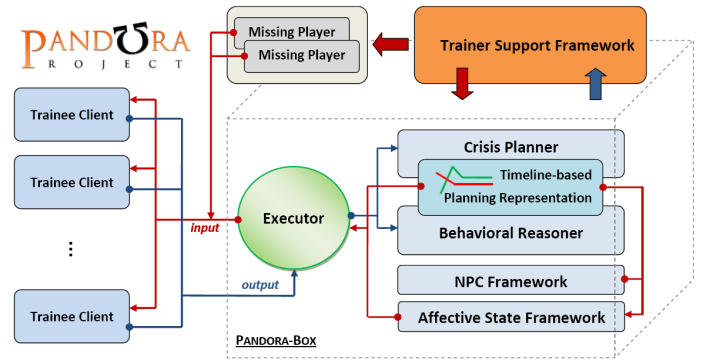 PANDORA
PROJECT
Missing Player
Missing Player
Trainer Support Framework
Trainee Client
Trainee Client
...
Trainee Client
Executor
input
output
Crisis Planner
Timeline-based
Planning Representation
Behavioral Reasoner
NPC Framework
Affective State Framework
PANDORA-BOX